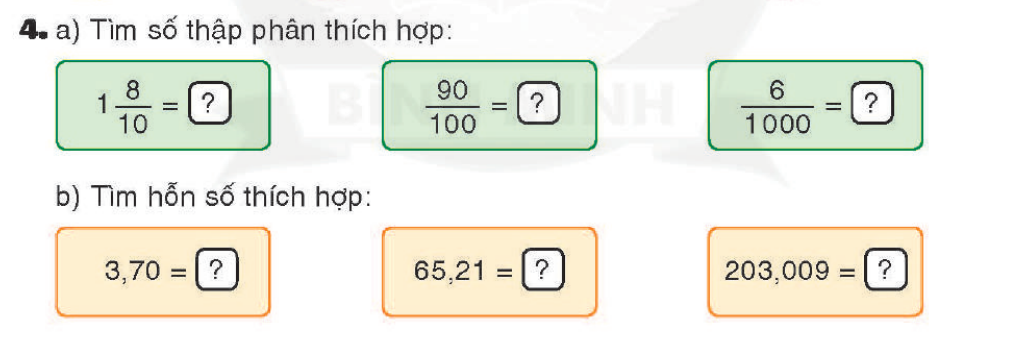 4. a) Tìm số thập phân thích hợp:
1 8/10 = ? 90/100 = ? 6/1000 = ?
b) Tìm hỗn số thích hợp:
3,70 = ? 65,21 = ? 203,009 = ?